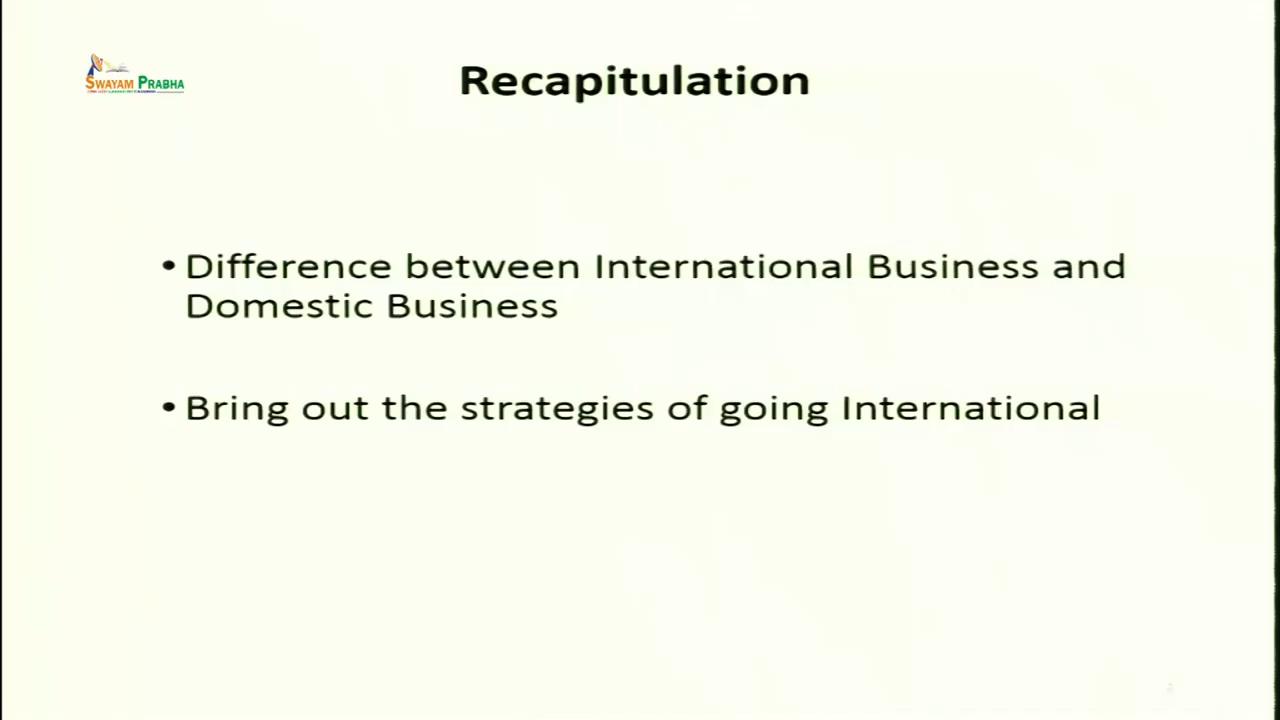 SWAYAM PRABHA
Recapitulation
• Difference between International Business and
Domestic Business
• Bring out the strategies of going International